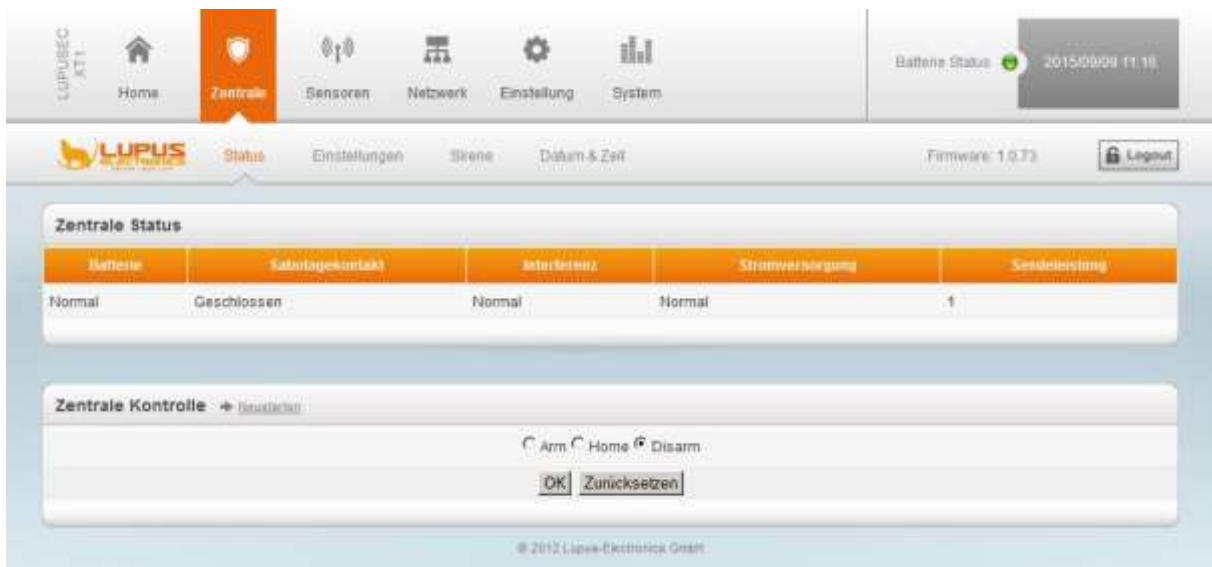 LUPUSEC
XT1
Home
Zentrale
Sensoren
Netzwerk
Einstellung
System
Batterie Status
2015/09/09 11:16
LUPUS
ELECTRONICS
Status
Einstellungen
Sirene
Datum & Zeit
Firmware: 1.0.73
Logout
Zentrale Status
Batterie Sabotagekontakt Interferenz Stromversorgung Sendeleistung
Normal Geschlossen Normal Normal 1
Zentrale Kontrolle Neustarten
Arm Home Disarm
OK Zurücksetzen
© 2012 Lupus-Electronics GmbH